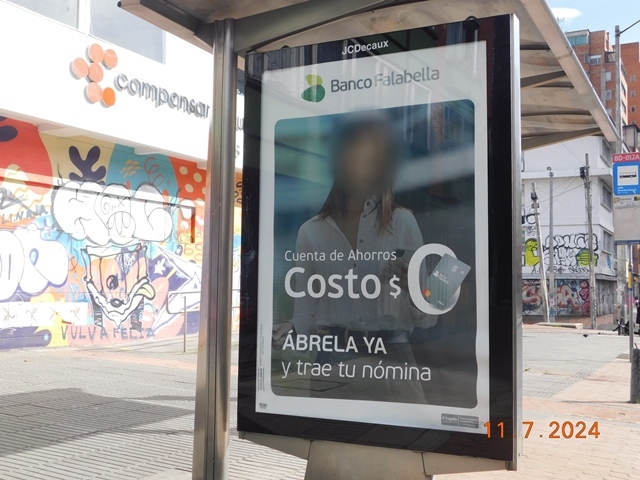 JCDecaux
Banco Falabella
compensar
Cuenta de Ahorros
Costo $0
ÁBRELA YA
y trae tu nómina
VULVA FELIZ
11.7.2024